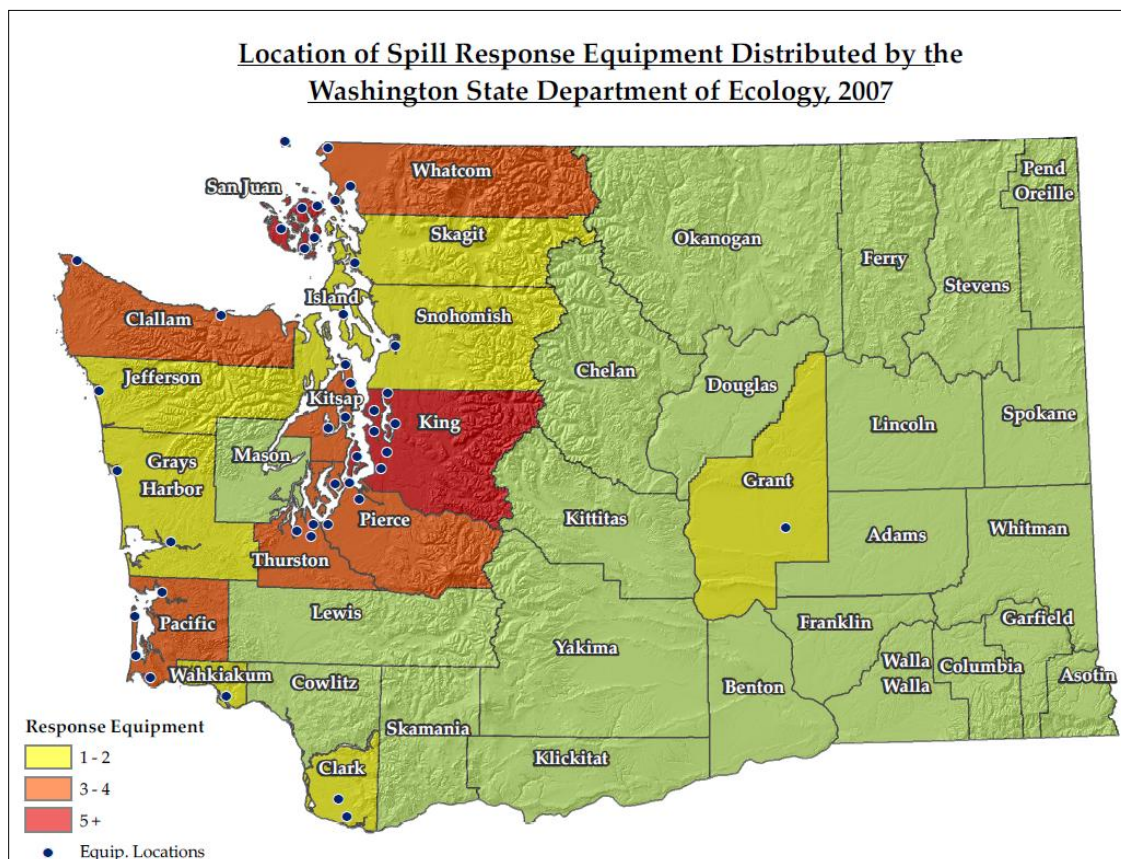 Location of Spill Response Equipment Distributed by the
Washington State Department of Ecology, 2007
Whatcom
Pend
Oreille
San Juan
Skagit
Okanogan
Ferry
Stevens
Island
Snohomish
Clallam
Jefferson
Chelan
Douglas
Kitsap
King
Lincoln
Spokane
Mason
Grays
Harbor
Grant
Pierce
Kittitas
Adams
Whitman
Thurston
Lewis
Pacific
Franklin
Garfield
Yakima
Wahkiakum
Cowlitz
Walla
Walla
Columbia
Asotin
Benton
Skamania
Klickitat
Clark
Response Equipment
1 - 2
3 - 4
5 +
Equip. Locations